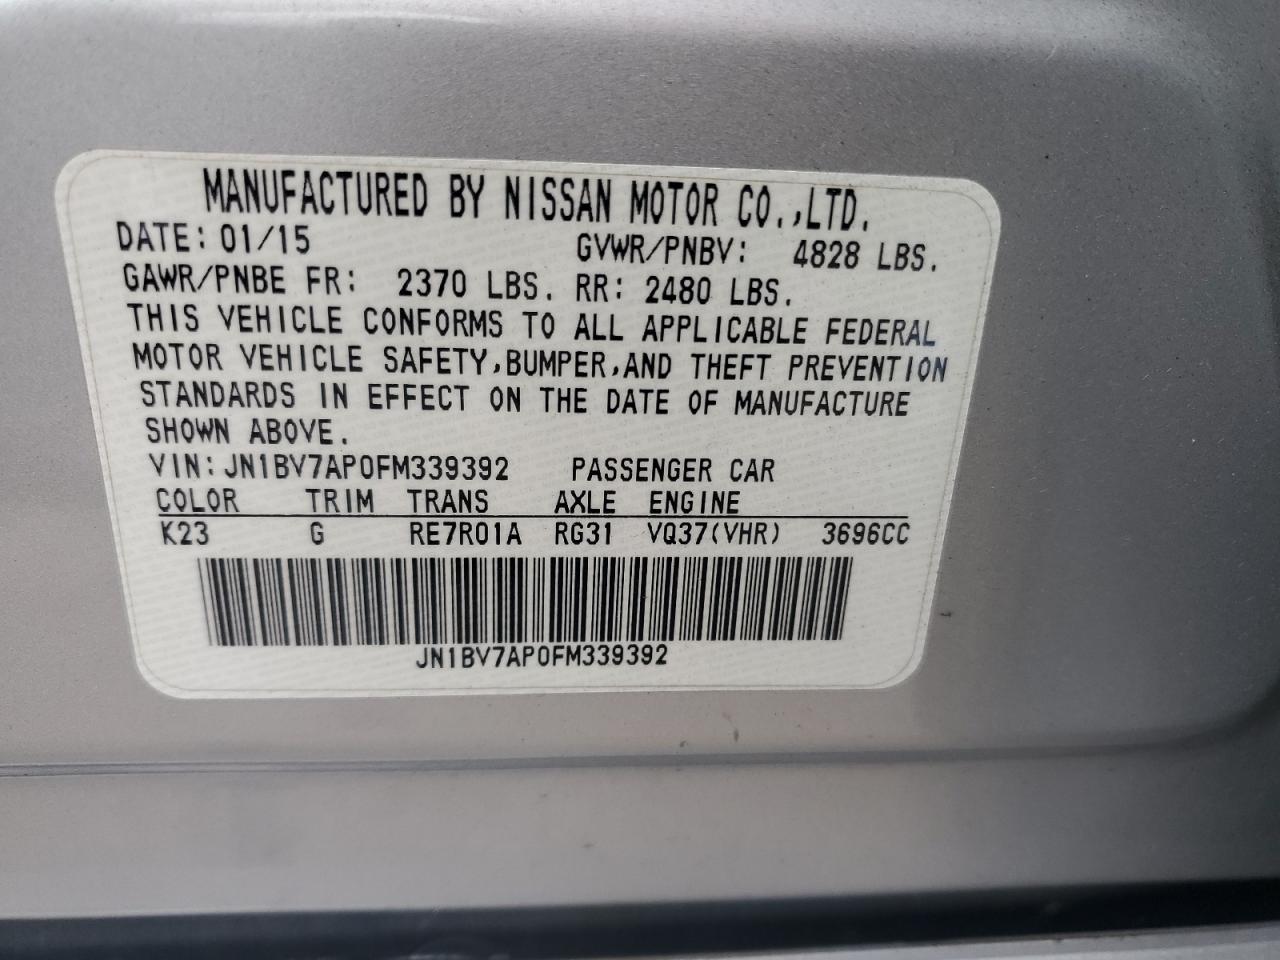 MANUFACTURED BY NISSAN MOTOR CO.,LTD.
DATE: 01/15 GVWR/PNBV: 4828 LBS.
GAWR/PNBE FR: 2370 LBS. RR: 2480 LBS.
THIS VEHICLE CONFORMS TO ALL APPLICABLE FEDERAL
MOTOR VEHICLE SAFETY,BUMPER,AND THEFT PREVENTION
STANDARDS IN EFFECT ON THE DATE OF MANUFACTURE
SHOWN ABOVE.
VIN: JN1BV7AP0FM339392 PASSENGER CAR
COLOR TRIM TRANS AXLE ENGINE
K23 G RE7R01A RG31 VQ37(VHR) 3696CC
JN1BV7AP0FM339392